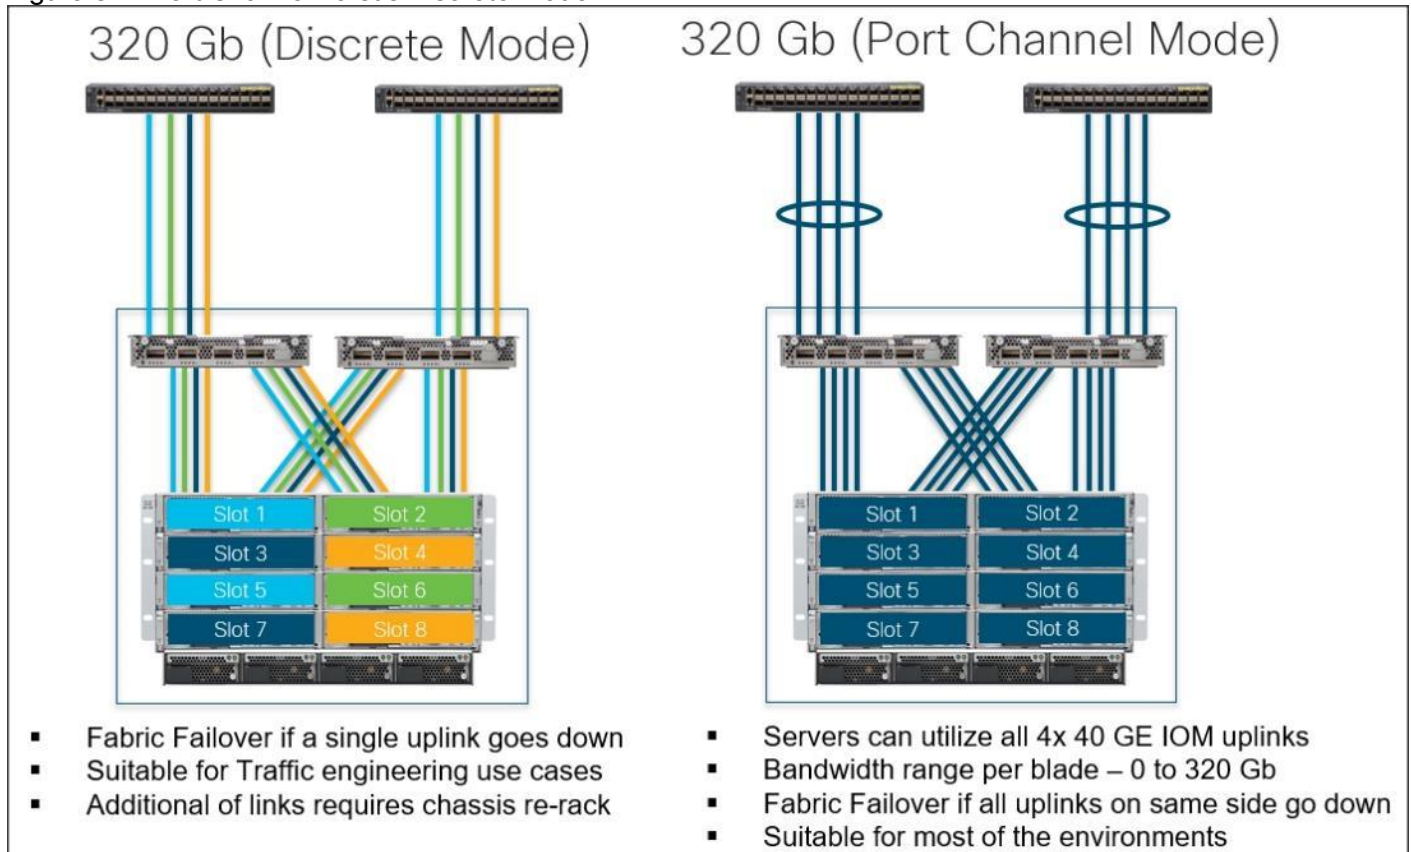 320 Gb (Discrete Mode)
320 Gb (Port Channel Mode)
Slot 1
Slot 2
Slot 3
Slot 4
Slot 5
Slot 6
Slot 7
Slot 8
Slot 1
Slot 2
Slot 3
Slot 4
Slot 5
Slot 6
Slot 7
Slot 8
▪ Fabric Failover if a single uplink goes down
▪ Suitable for Traffic engineering use cases
▪ Additional of links requires chassis re-rack
▪ Servers can utilize all 4x 40 GE IOM uplinks
▪ Bandwidth range per blade – 0 to 320 Gb
▪ Fabric Failover if all uplinks on same side go down
▪ Suitable for most of the environments